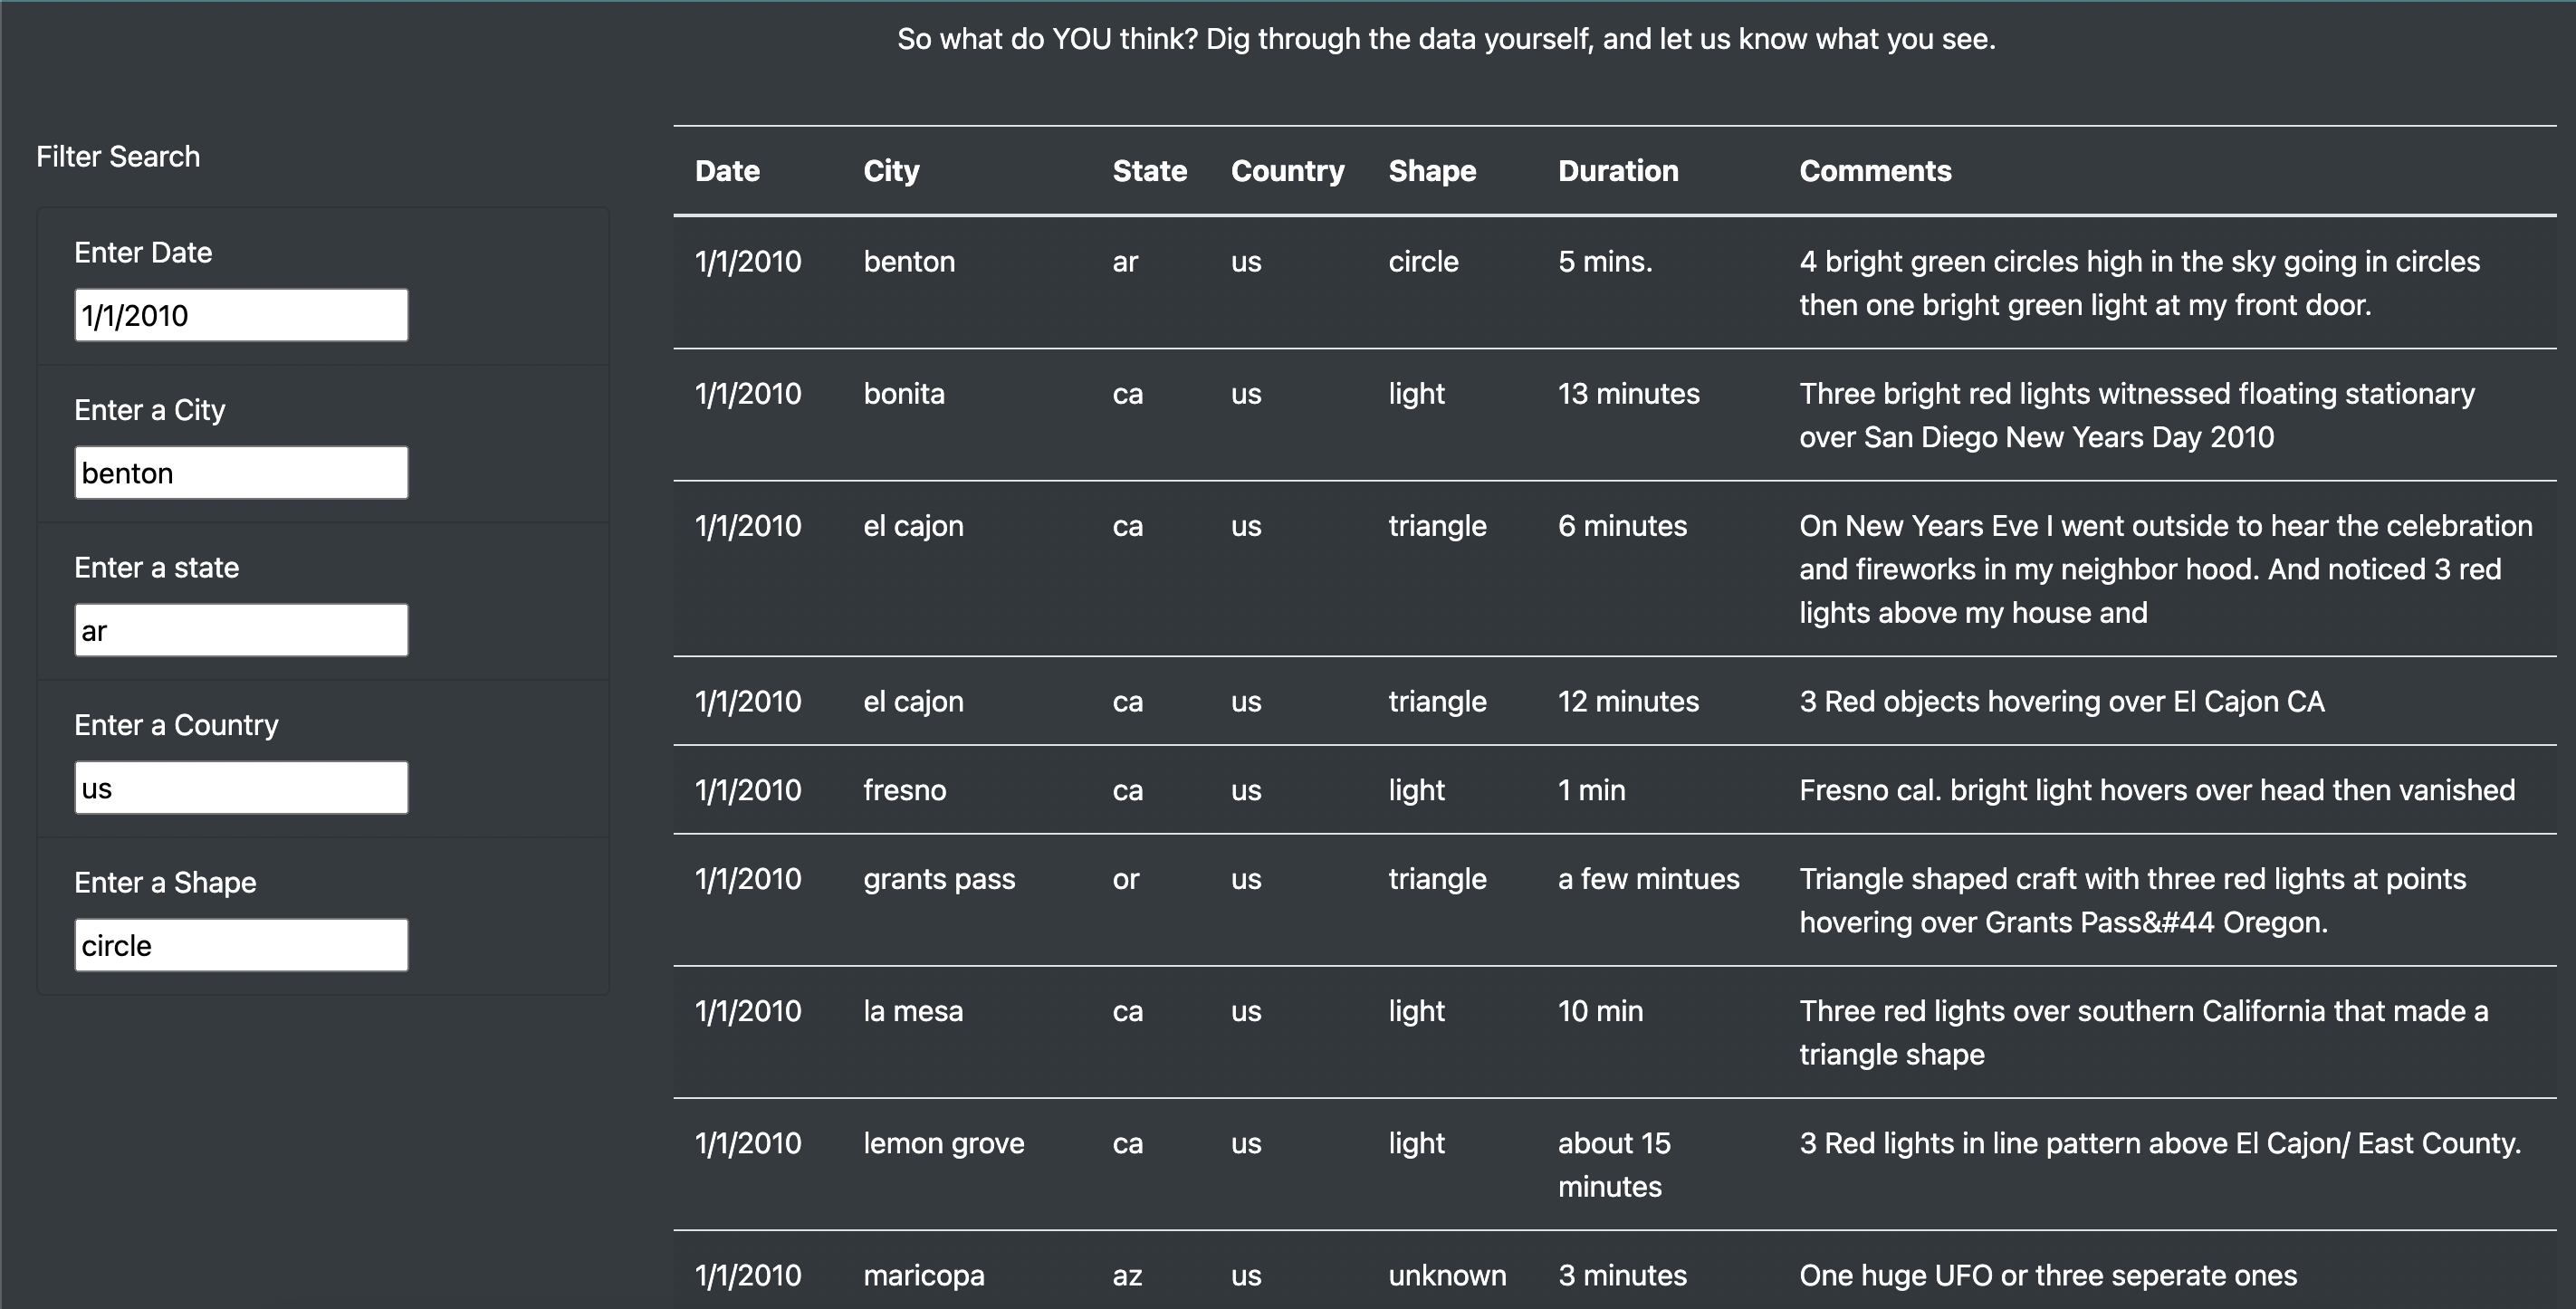 So what do YOU think? Dig through the data yourself, and let us know what you see.
Filter Search
Enter Date
1/1/2010
Enter a City
benton
Enter a state
ar
Enter a Country
us
Enter a Shape
circle
Date City State Country Shape Duration Comments
1/1/2010 benton ar us circle 5 mins. 4 bright green circles high in the sky going in circles
then one bright green light at my front door.
1/1/2010 bonita ca us light 13 minutes Three bright red lights witnessed floating stationary
over San Diego New Years Day 2010
1/1/2010 el cajon ca us triangle 6 minutes On New Years Eve I went outside to hear the celebration
and fireworks in my neighbor hood. And noticed 3 red
lights above my house and
1/1/2010 el cajon ca us triangle 12 minutes 3 Red objects hovering over El Cajon CA
1/1/2010 fresno ca us light 1 min Fresno cal. bright light hovers over head then vanished
1/1/2010 grants pass or us triangle a few mintues Triangle shaped craft with three red lights at points
hovering over Grants Pass&#44 Oregon.
1/1/2010 la mesa ca us light 10 min Three red lights over southern California that made a
triangle shape
1/1/2010 lemon grove ca us light about 15 3 Red lights in line pattern above El Cajon/ East County.
minutes
1/1/2010 maricopa az us unknown 3 minutes One huge UFO or three seperate ones